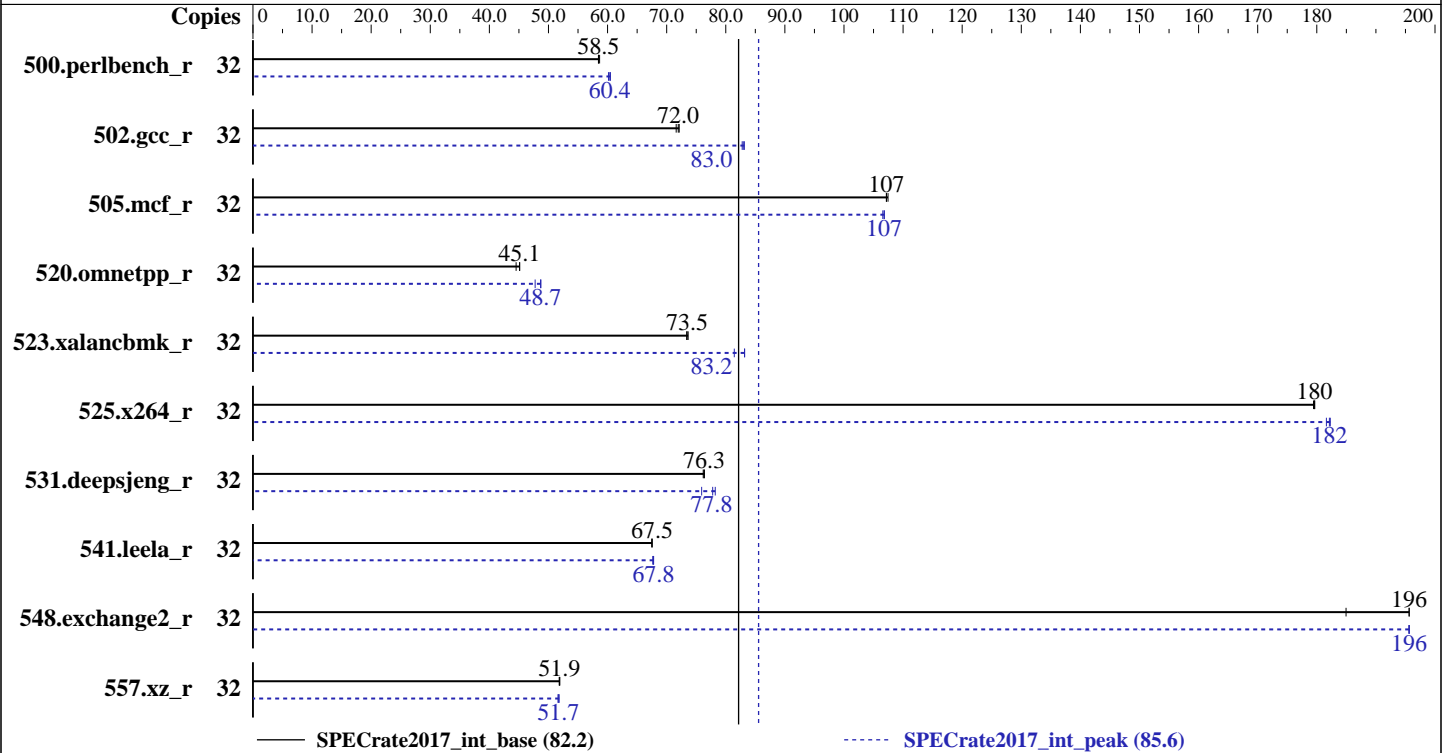 Copies 0 10.0 20.0 30.0 40.0 50.0 60.0 70.0 80.0 90.0 100 110 120 130 140 150 160 170 180 200
58.5
500.perlbench_r 32
60.4
72.0
502.gcc_r 32
83.0
107
505.mcf_r 32
107
45.1
520.omnetpp_r 32
48.7
73.5
523.xalancbmk_r 32
83.2
180
525.x264_r 32
182
76.3
531.deepsjeng_r 32
77.8
67.5
541.leela_r 32
67.8
196
548.exchange2_r 32
196
51.9
557.xz_r 32
51.7
SPECrate2017_int_base (82.2) SPECrate2017_int_peak (85.6)